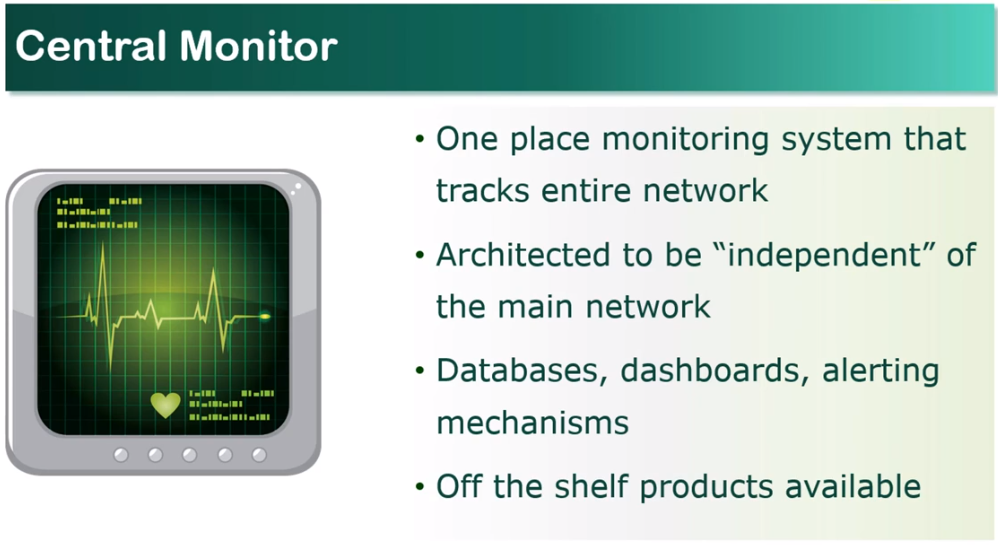 Central Monitor
• One place monitoring system that
tracks entire network
• Architected to be “independent” of
the main network
• Databases, dashboards, alerting
mechanisms
• Off the shelf products available